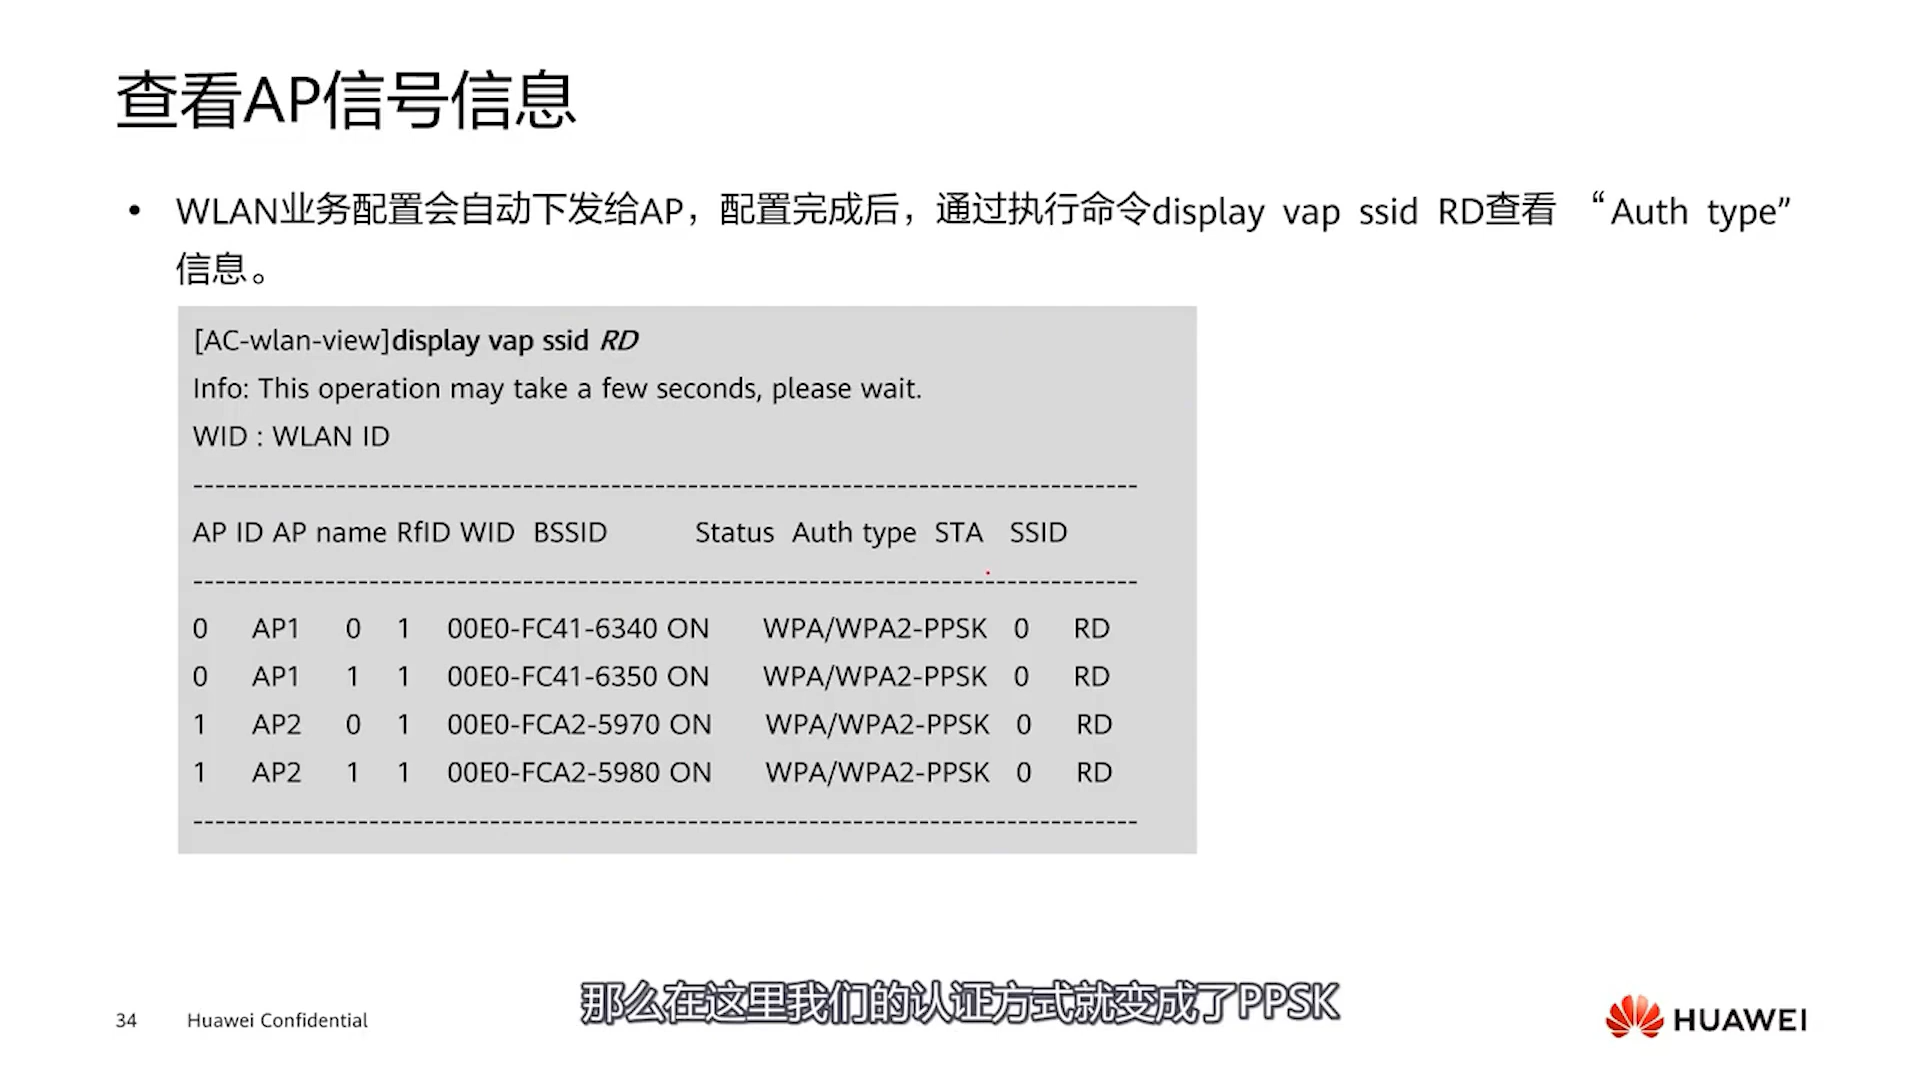 查看AP信号信息
• WLAN业务配置会自动下发给AP，配置完成后，通过执行命令display vap ssid RD查看 “Auth type”
信息。
[AC-wlan-view]display vap ssid RD
Info: This operation may take a few seconds, please wait.
WID : WLAN ID
--------------------------------------------------------------------------------------
AP ID AP name RfID WID BSSID Status Auth type STA SSID
--------------------------------------------------------------------------------------
0 AP1 0 1 00E0-FC41-6340 ON WPA/WPA2-PPSK 0 RD
0 AP1 1 1 00E0-FC41-6350 ON WPA/WPA2-PPSK 0 RD
1 AP2 0 1 00E0-FCA2-5970 ON WPA/WPA2-PPSK 0 RD
1 AP2 1 1 00E0-FCA2-5980 ON WPA/WPA2-PPSK 0 RD
--------------------------------------------------------------------------------------
那么在这里我们的认证方式就变成了PPSK
34 Huawei Confidential
HUAWEI